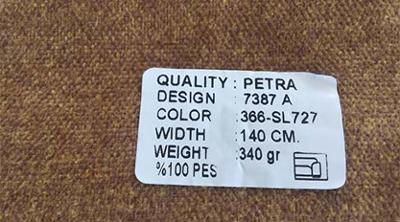 QUALITY : PETRA
DESIGN : 7387 A
COLOR :366-SL727
WIDTH :140 CM.
WEIGHT :340 gr
%100 PES